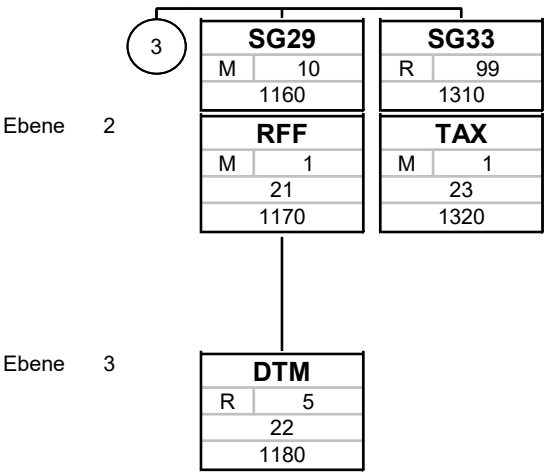 3
SG29 SG33
M 10 R 99
1160 1310
Ebene 2 RFF TAX
M 1 M 1
21 23
1170 1320
Ebene 3 DTM
R 5
22
1180